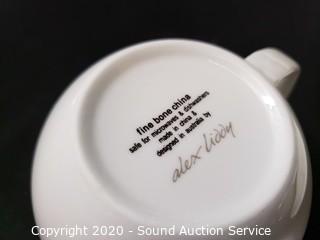 fine bone china
safe for microwaves & dishwashers
made in china &
designed in australia by
alex liddy
Copyright 2020 - Sound Auction Service